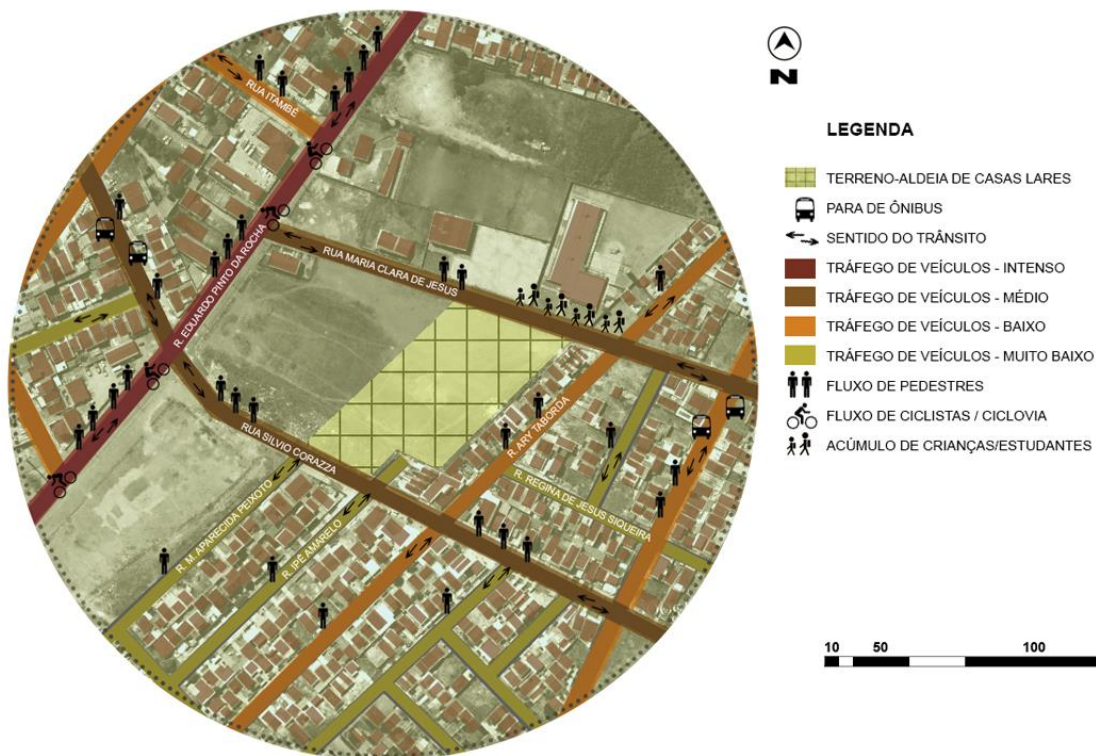 RUA ITAMBÉ
R. EDUARDO PINTO DA ROCHA
RUA MARIA CLARA DE JESUS
R. ARY TABORDA
RUA SILVIO CORAZZA
R. REGINA DE JESUS SIQUEIRA
R. M. APARECIDA PEIXOTO
R. IPÊ AMARELO
N
LEGENDA
TERRENO-ALDEIA DE CASAS LARES
PARA DE ÔNIBUS
SENTIDO DO TRÂNSITO
TRÁFEGO DE VEÍCULOS - INTENSO
TRÁFEGO DE VEÍCULOS - MÉDIO
TRÁFEGO DE VEÍCULOS - BAIXO
TRÁFEGO DE VEÍCULOS - MUITO BAIXO
FLUXO DE PEDESTRES
FLUXO DE CICLISTAS / CICLOVIA
ACÚMULO DE CRIANÇAS/ESTUDANTES
10 50 100